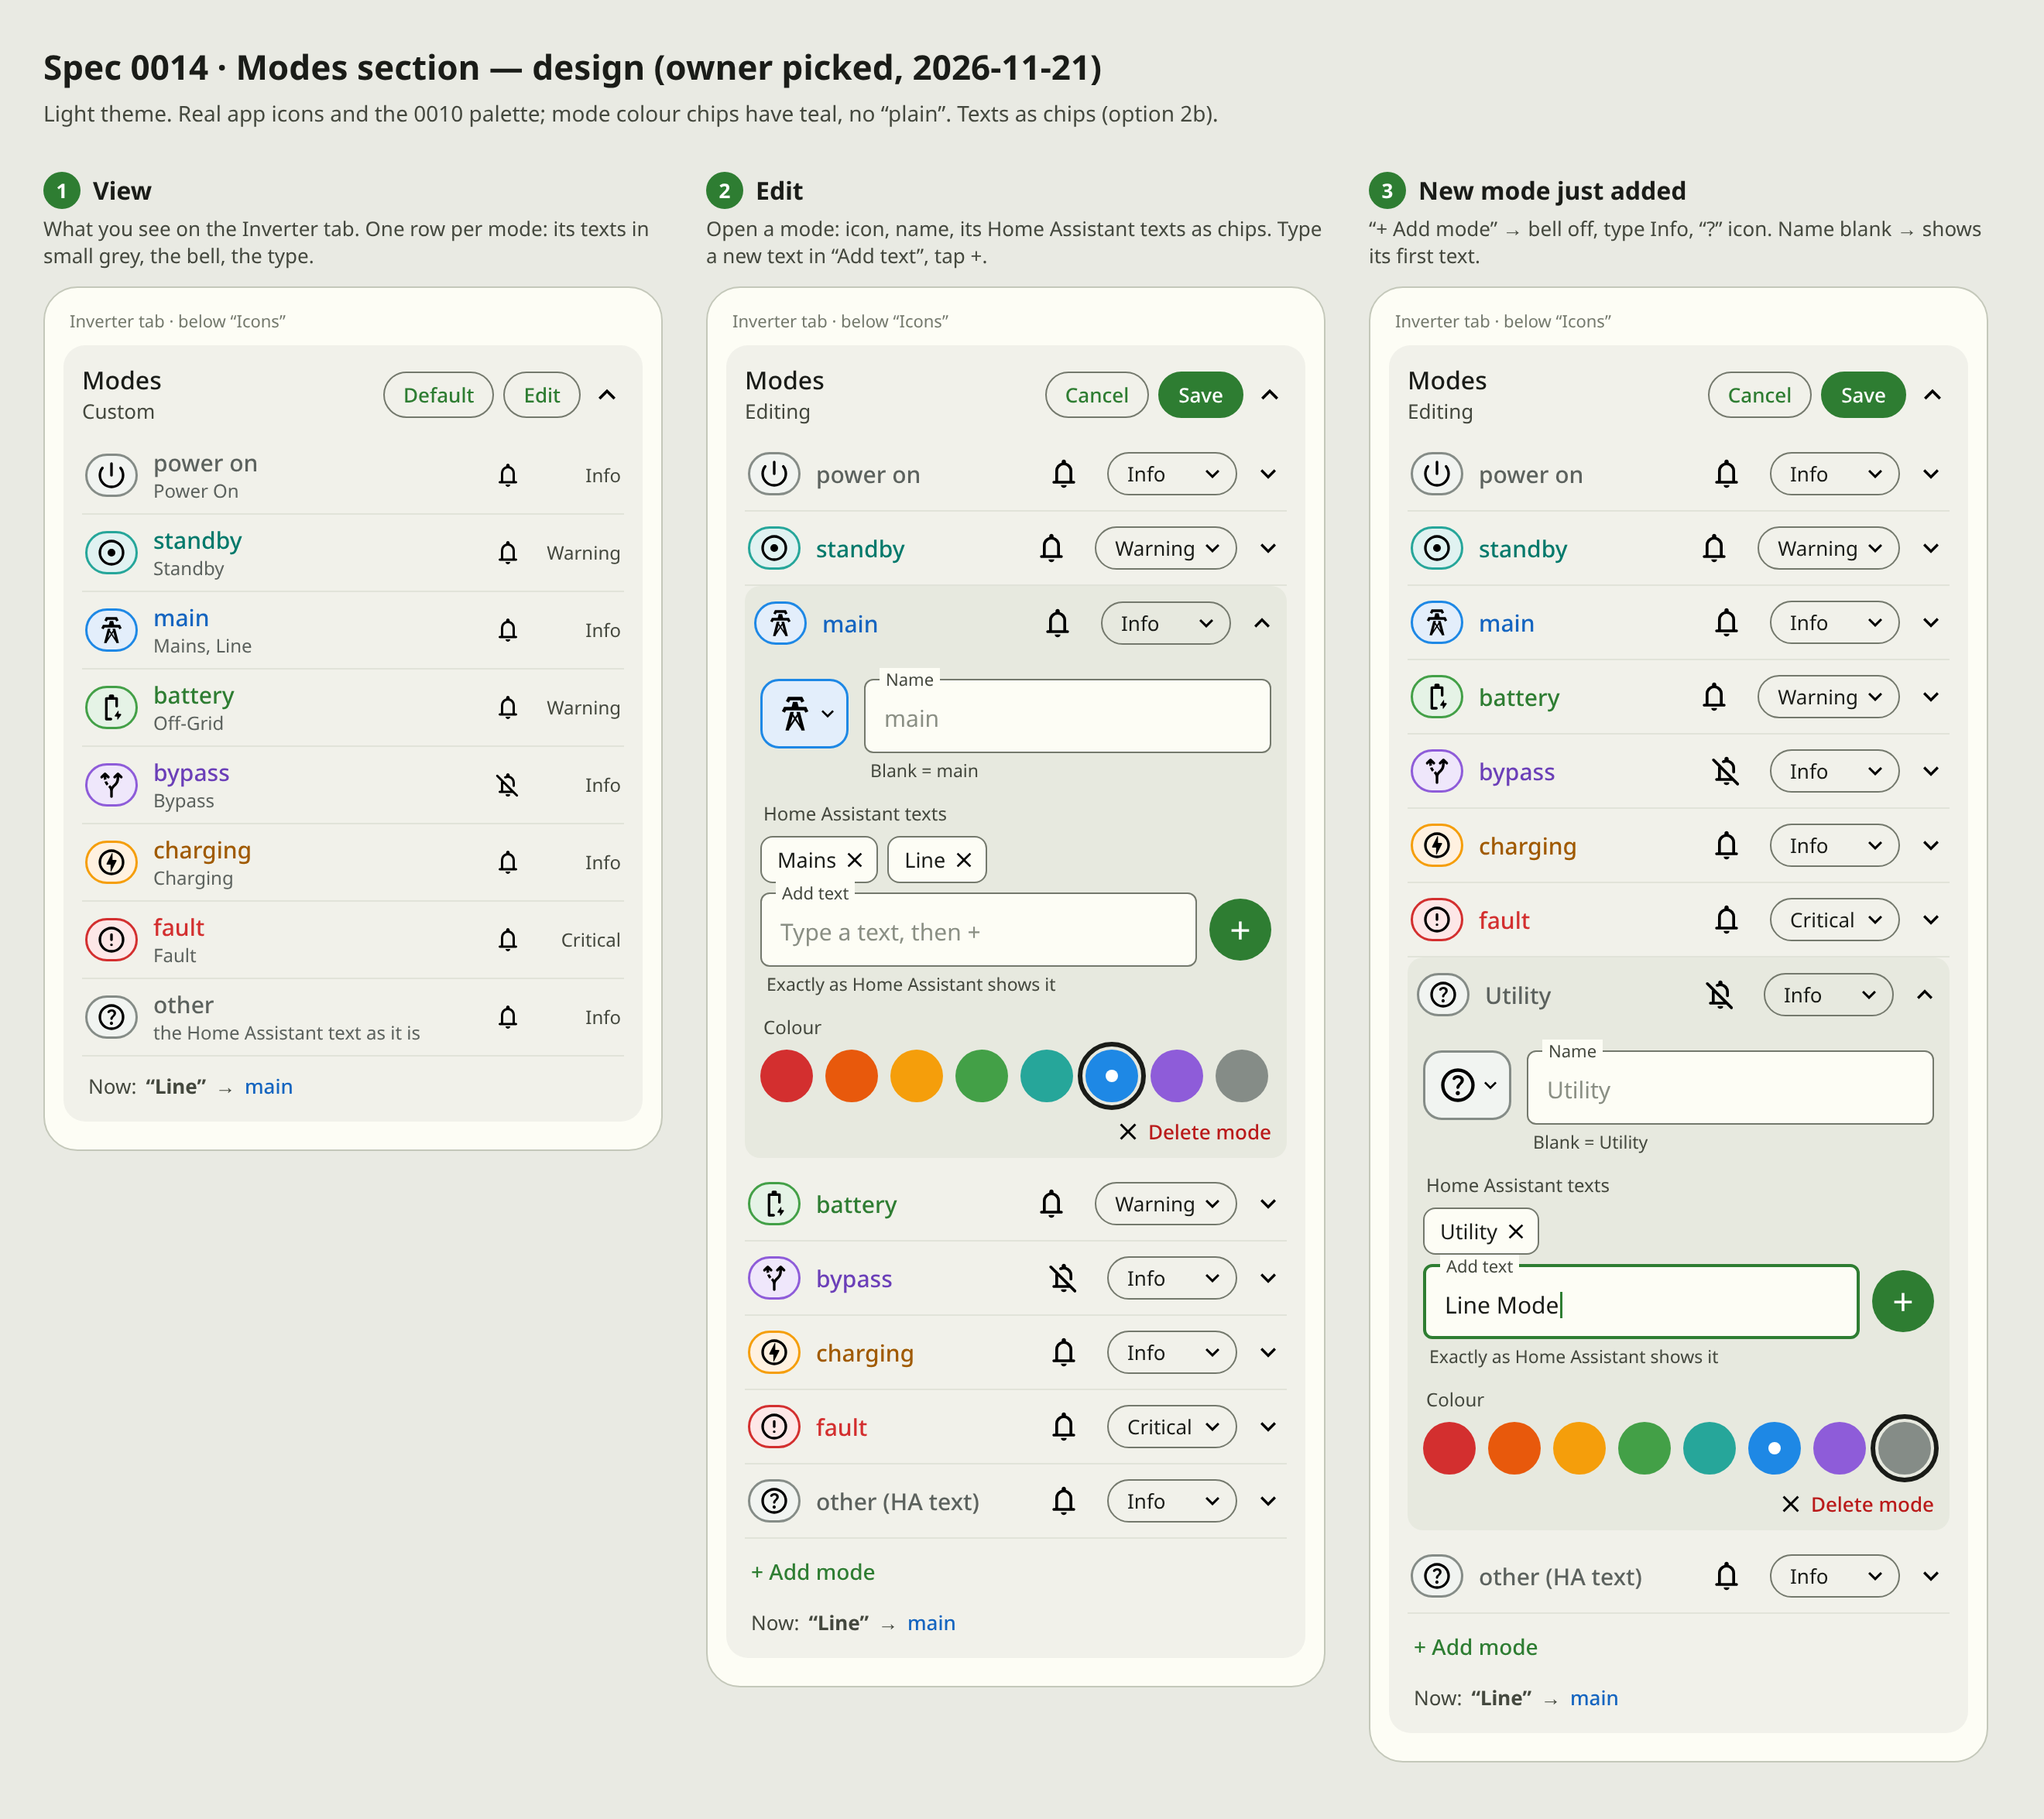 Spec 0014 · Modes section — design (owner picked, 2026-11-21)
Light theme. Real app icons and the 0010 palette; mode colour chips have teal, no “plain”. Texts as chips (option 2b).
1 View
What you see on the Inverter tab. One row per mode: its texts in
small grey, the bell, the type.
Inverter tab · below “Icons”
Modes
Custom
Default
Edit
power on
Power On
Info
standby
Standby
Warning
main
Mains, Line
Info
battery
Off-Grid
Warning
bypass
Bypass
Info
charging
Charging
Info
fault
Fault
Critical
other
the Home Assistant text as it is
Info
Now: “Line” → main
2 Edit
Open a mode: icon, name, its Home Assistant texts as chips. Type
a new text in “Add text”, tap +.
Inverter tab · below “Icons”
Modes
Editing
Cancel
Save
power on
Info
standby
Warning
main
Info
Name
main
Blank = main
Home Assistant texts
Mains
Line
Add text
Type a text, then +
+
Exactly as Home Assistant shows it
Colour
Delete mode
battery
Warning
bypass
Info
charging
Info
fault
Critical
other (HA text)
Info
+ Add mode
Now: “Line” → main
3 New mode just added
“+ Add mode” → bell off, type Info, “?” icon. Name blank → shows
its first text.
Inverter tab · below “Icons”
Modes
Editing
Cancel
Save
power on
Info
standby
Warning
main
Info
battery
Warning
bypass
Info
charging
Info
fault
Critical
Utility
Info
Name
Utility
Blank = Utility
Home Assistant texts
Utility
Add text
Line Mode
+
Exactly as Home Assistant shows it
Colour
Delete mode
other (HA text)
Info
+ Add mode
Now: “Line” → main